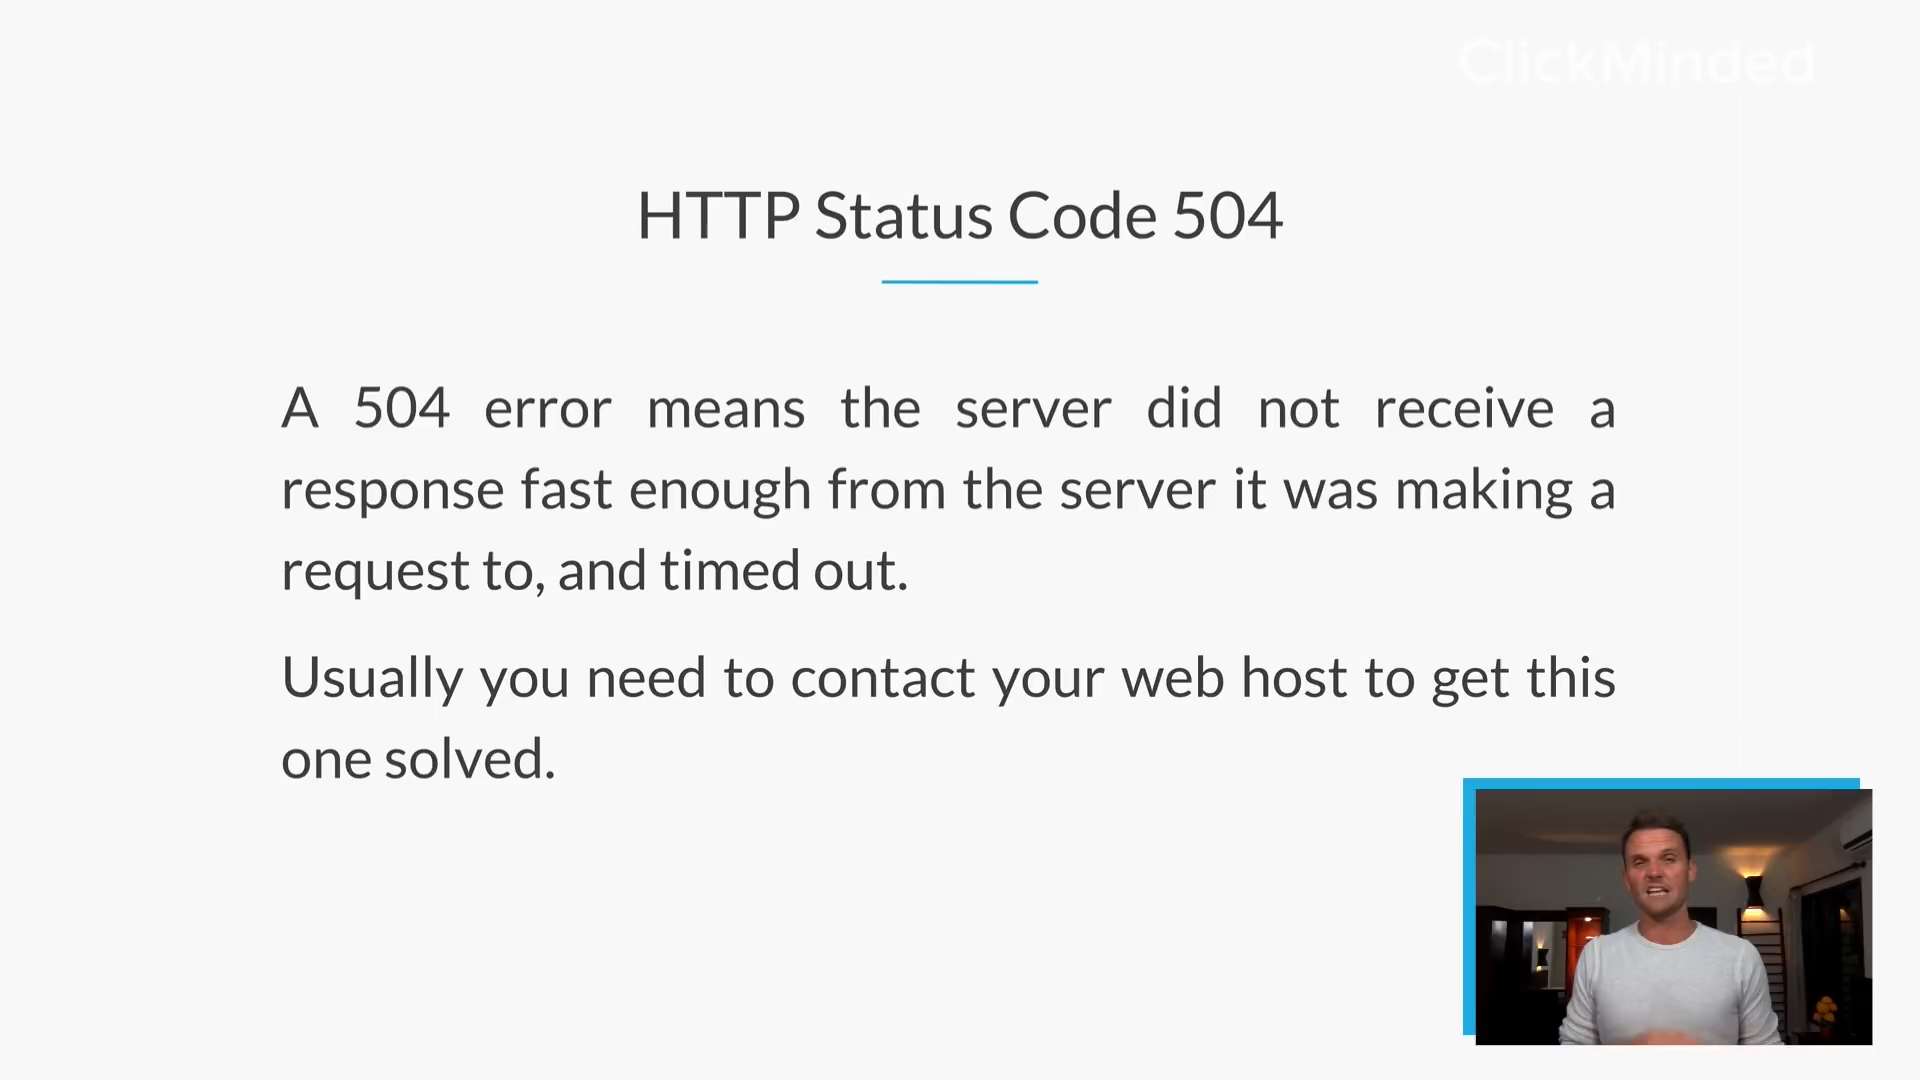 ClickMinded
HTTP Status Code 504
A 504 error means the server did not receive a
response fast enough from the server it was making a
request to, and timed out.
Usually you need to contact your web host to get this
one solved.